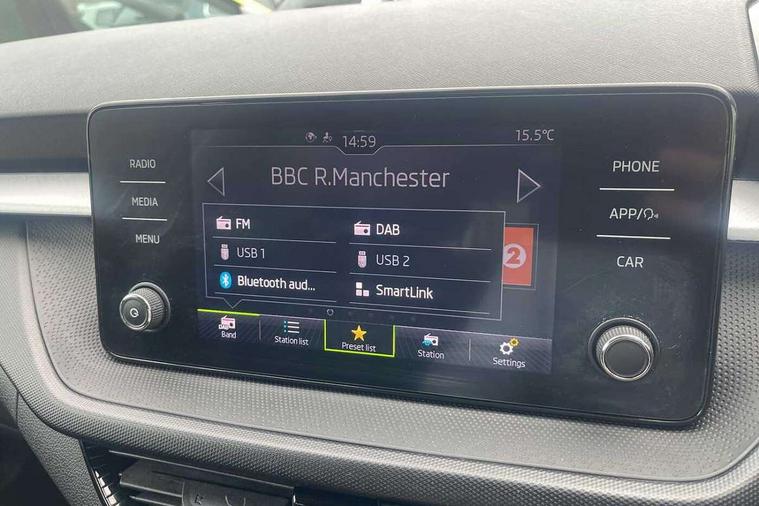 14:59
15.5°C
RADIO
MEDIA
MENU
BBC R.Manchester
FM
DAB
USB 1
USB 2
Bluetooth aud...
SmartLink
2
Band
Station list
Preset list
Station
Settings
PHONE
APP/
CAR